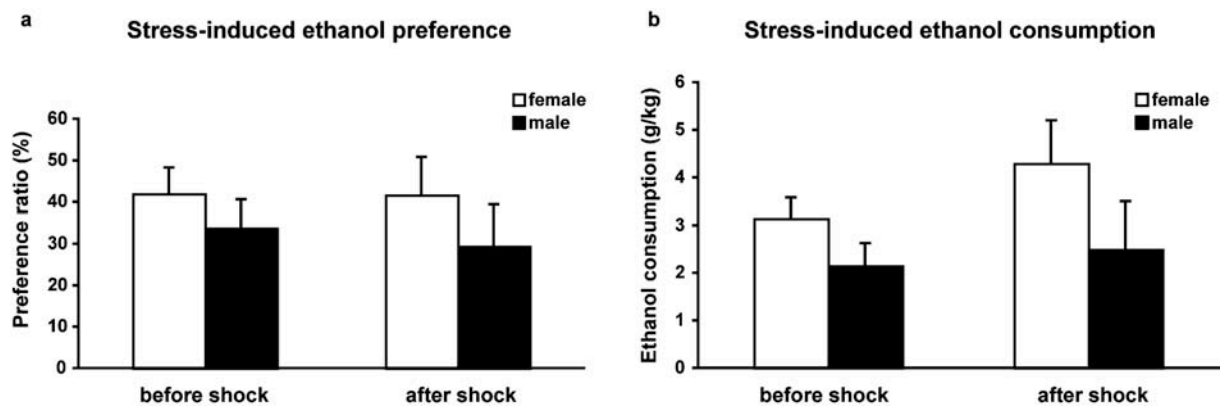 a
Stress-induced ethanol preference
female
male
Preference ratio (%)
60
50
40
30
20
10
0
before shock
after shock
b
Stress-induced ethanol consumption
female
male
Ethanol consumption (g/kg)
6
5
4
3
2
1
0
before shock
after shock